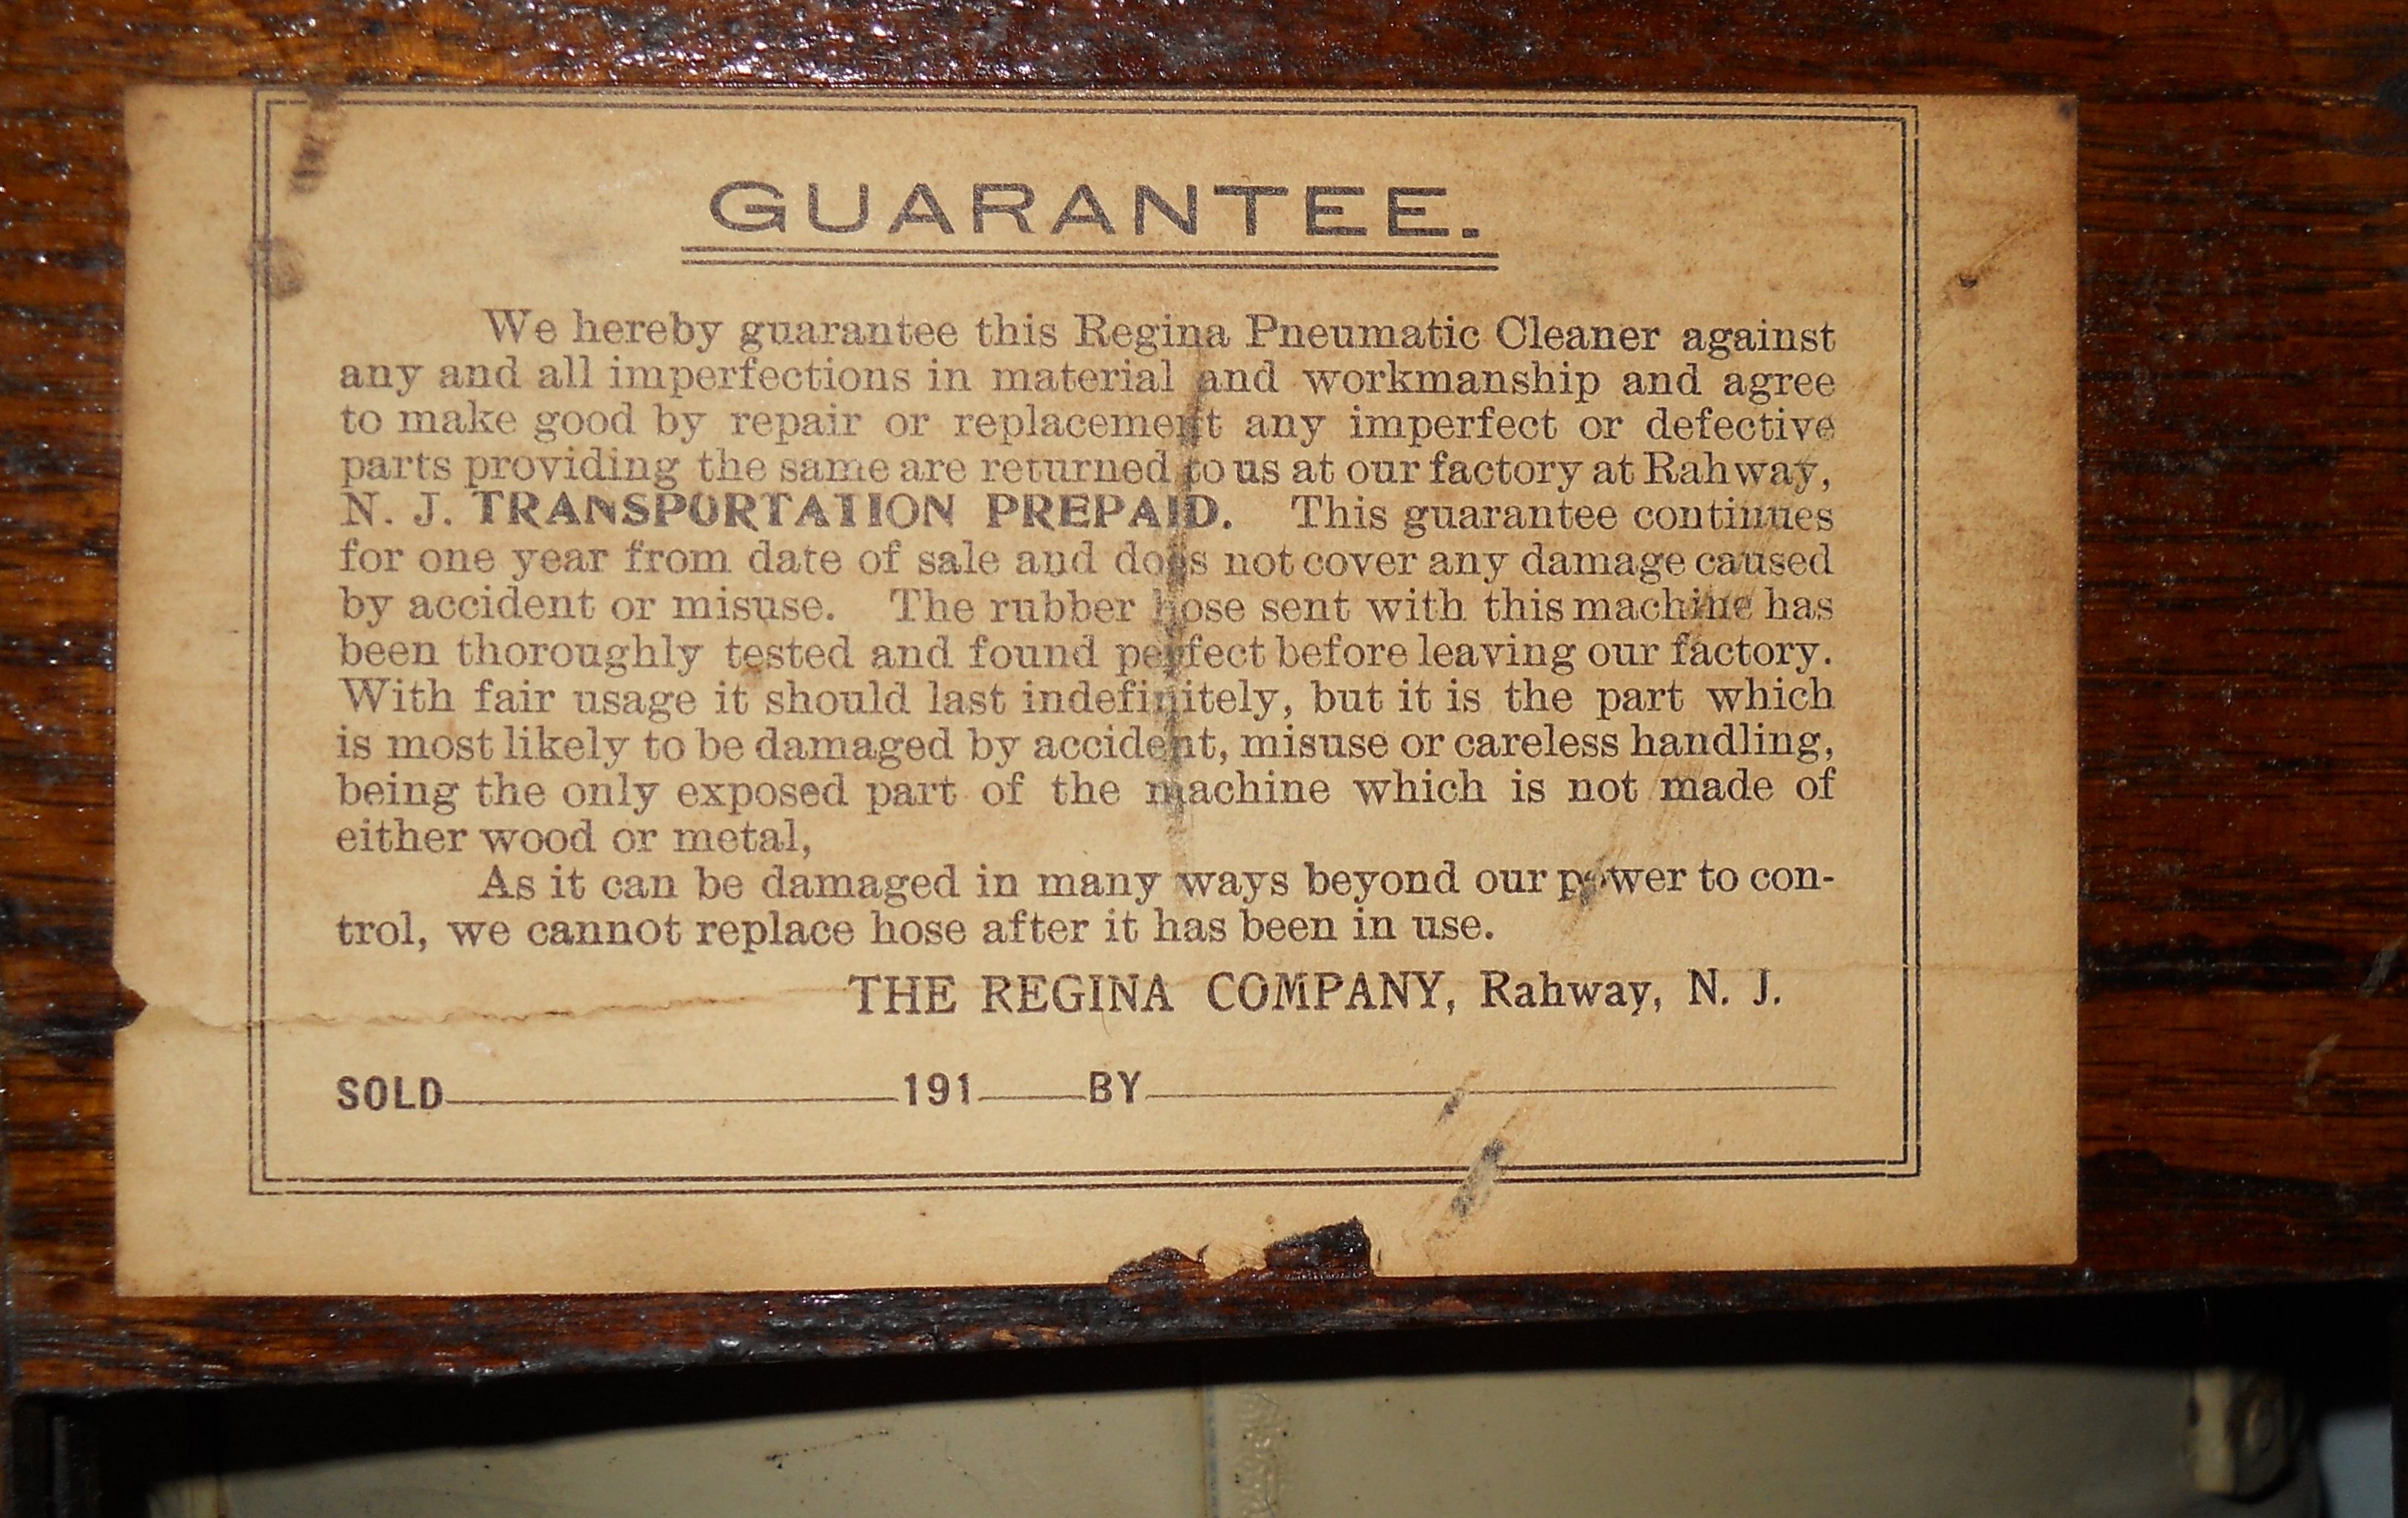 GUARANTEE.
We hereby guarantee this Regina Pneumatic Cleaner against
any and all imperfections in material and workmanship and agree
to make good by repair or replacement any imperfect or defective
parts providing the same are returned to us at our factory at Rahway,
N. J. TRANSPORTATION PREPAID. This guarantee continues
for one year from date of sale and does not cover any damage caused
by accident or misuse. The rubber hose sent with this machine has
been thoroughly tested and found perfect before leaving our factory.
With fair usage it should last indefinitely, but it is the part which
is most likely to be damaged by accident, misuse or careless handling,
being the only exposed part of the machine which is not made of
either wood or metal,
As it can be damaged in many ways beyond our power to con-
trol, we cannot replace hose after it has been in use.
THE REGINA COMPANY, Rahway, N. J.
SOLD 191 BY